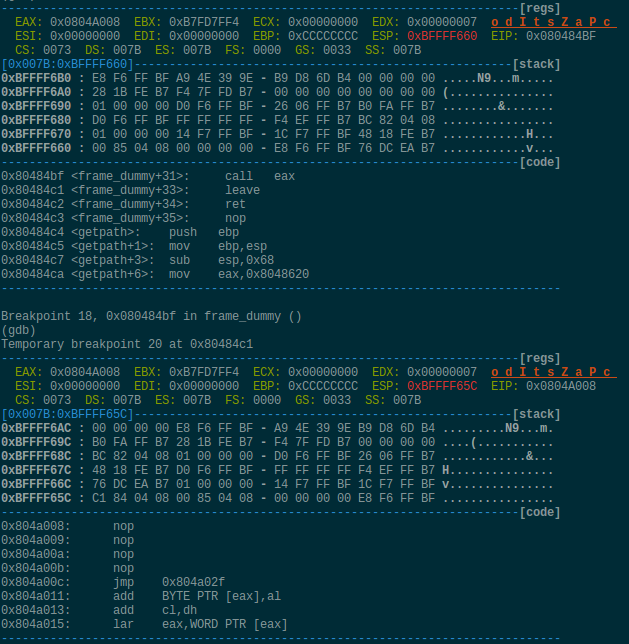 ------------------------------------------------------------------------------[regs]
EAX: 0x0804A008 EBX: 0xB7FD7FF4 ECX: 0x00000000 EDX: 0x00000007 o d I t s Z a P c
ESI: 0x00000000 EDI: 0x00000000 EBP: 0xCCCCCCCC ESP: 0xBFFFF660 EIP: 0x080484BF
CS: 0073 DS: 007B ES: 007B FS: 0000 GS: 0033 SS: 007B
[0x007B:0xBFFFF660]------------------------------------------------------[stack]
0xBFFFF6B0 : E8 F6 FF BF A9 4E 39 9E - B9 D8 6D B4 00 00 00 00 .....N9...m.....
0xBFFFF6A0 : 28 1B FE B7 F4 7F FD B7 - 00 00 00 00 00 00 00 00 (...............
0xBFFFF690 : 01 00 00 00 D0 F6 FF BF - 26 06 FF B7 B0 FA FF B7 ........&.......
0xBFFFF680 : D0 F6 FF BF FF FF FF FF - F4 EF FF B7 BC 82 04 08 ................
0xBFFFF670 : 01 00 00 00 14 F7 FF BF - 1C F7 FF BF 48 18 FE B7 ............H...
0xBFFFF660 : 00 85 04 08 00 00 00 00 - E8 F6 FF BF 76 DC EA B7 ............v...
--------------------------------------------------------------------------[code]
0x80484bf <frame_dummy+31>: call eax
0x80484c1 <frame_dummy+33>: leave
0x80484c2 <frame_dummy+34>: ret
0x80484c3 <frame_dummy+35>: nop
0x80484c4 <getpath>: push ebp
0x80484c5 <getpath+1>: mov ebp,esp
0x80484c7 <getpath+3>: sub esp,0x68
0x80484ca <getpath+6>: mov eax,0x8048620
--------------------------------------------------------------------------------
Breakpoint 18, 0x080484bf in frame_dummy ()
(gdb)
Temporary breakpoint 20 at 0x80484c1
--------------------------------------------------------------------------[regs]
EAX: 0x0804A008 EBX: 0xB7FD7FF4 ECX: 0x00000000 EDX: 0x00000007 o d I t s Z a P c
ESI: 0x00000000 EDI: 0x00000000 EBP: 0xCCCCCCCC ESP: 0xBFFFF65C EIP: 0x0804A008
CS: 0073 DS: 007B ES: 007B FS: 0000 GS: 0033 SS: 007B
[0x007B:0xBFFFF65C]------------------------------------------------------[stack]
0xBFFFF6AC : 00 00 00 00 E8 F6 FF BF - A9 4E 39 9E B9 D8 6D B4 .........N9...m.
0xBFFFF69C : B0 FA FF B7 28 1B FE B7 - F4 7F FD B7 00 00 00 00 ....(...........
0xBFFFF68C : BC 82 04 08 01 00 00 00 - D0 F6 FF BF 26 06 FF B7 ............&...
0xBFFFF67C : 48 18 FE B7 D0 F6 FF BF - FF FF FF FF F4 EF FF B7 H...............
0xBFFFF66C : 76 DC EA B7 01 00 00 00 - 14 F7 FF BF 1C F7 FF BF v...............
0xBFFFF65C : C1 84 04 08 00 85 04 08 - 00 00 00 00 E8 F6 FF BF ................
--------------------------------------------------------------------------[code]
0x804a008: nop
0x804a009: nop
0x804a00a: nop
0x804a00b: nop
0x804a00c: jmp 0x804a02f
0x804a011: add BYTE PTR [eax],al
0x804a013: add cl,dh
0x804a015: lar eax,WORD PTR [eax]
--------------------------------------------------------------------------------